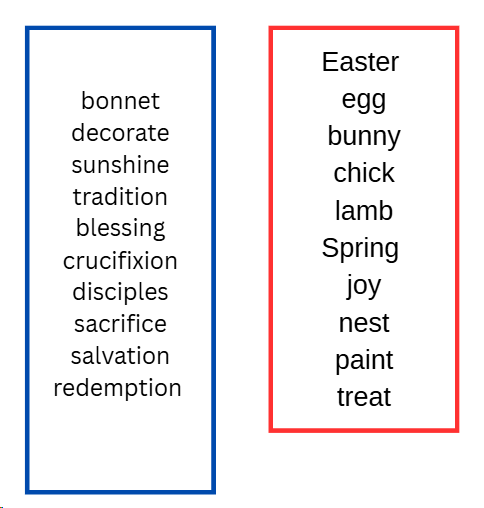 bonnet
decorate
sunshine
tradition
blessing
crucifixion
disciples
sacrifice
salvation
redemption
Easter
egg
bunny
chick
lamb
Spring
joy
nest
paint
treat